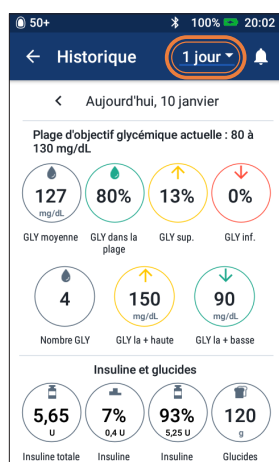 50+ 100% 20:02
Historique 1 jour
Aujourd'hui, 10 janvier
Plage d'objectif glycémique actuelle : 80 à
130 mg/dL
127 80% 13% 0%
mg/dL
GLY moyenne GLY dans la GLY sup. GLY inf.
plage
4 150 90
mg/dL mg/dL
Nombre GLY GLY la + haute GLY la + basse
Insuline et glucides
5,65 7% 93% 120
U 0,4 U 5,25 U g
Insuline totale Insuline Insuline Glucides